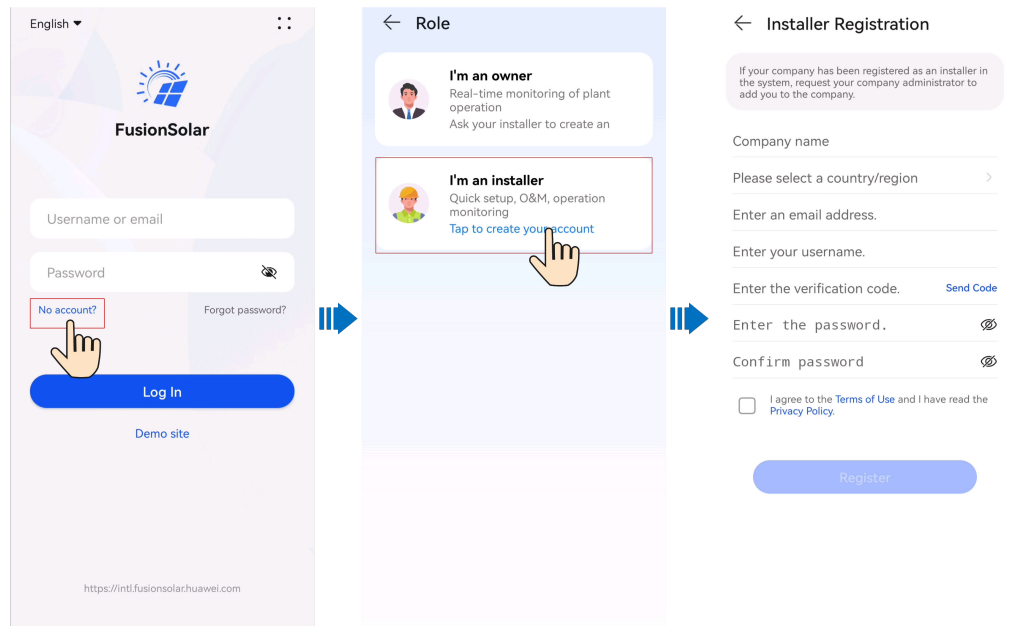 English
FusionSolar
Username or email
Password
No account?
Forgot password?
Log In
Demo site
https://intl.fusionsolar.huawei.com
Role
I'm an owner
Real-time monitoring of plant
operation
Ask your installer to create an
I'm an installer
Quick setup, O&M, operation
monitoring
Tap to create your account
Installer Registration
If your company has been registered as an installer in
the system, request your company administrator to
add you to the company.
Company name
Please select a country/region
Enter an email address.
Enter your username.
Enter the verification code.
Send Code
Enter the password.
Confirm password
I agree to the Terms of Use and I have read the
Privacy Policy.
Register